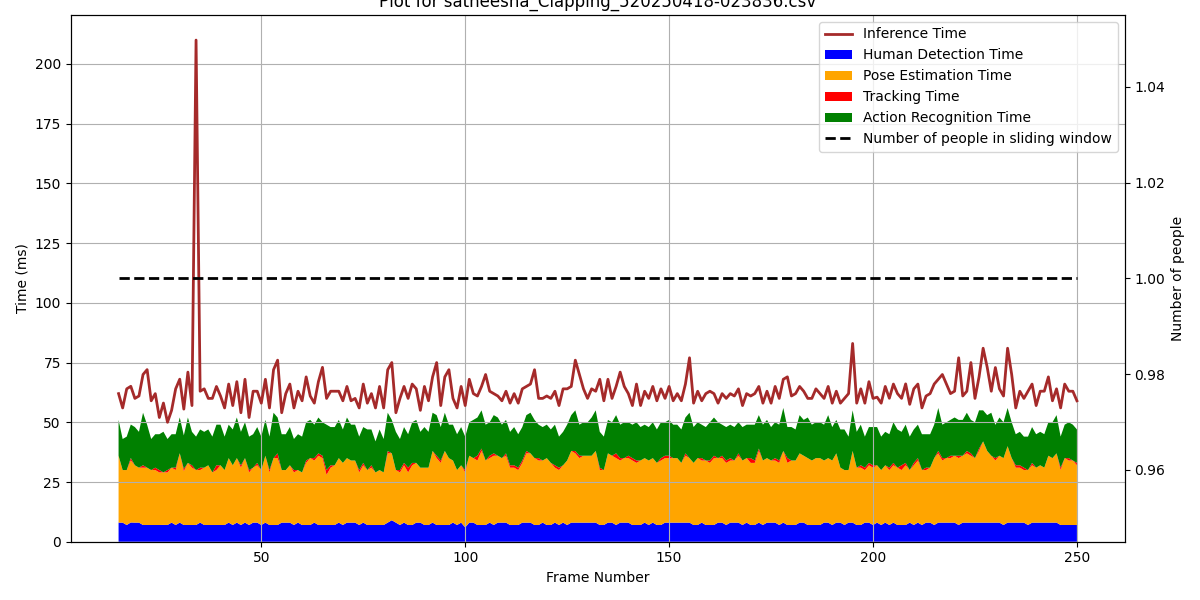 Plot for satheesha_Clapping_520250418-023836.csv
Inference Time
Human Detection Time
Pose Estimation Time
Tracking Time
Action Recognition Time
Number of people in sliding window
200
175
150
125
100
75
50
25
0
Time (ms)
1.04
1.02
1.00
0.98
0.96
Number of people
50
100
150
200
250
Frame Number